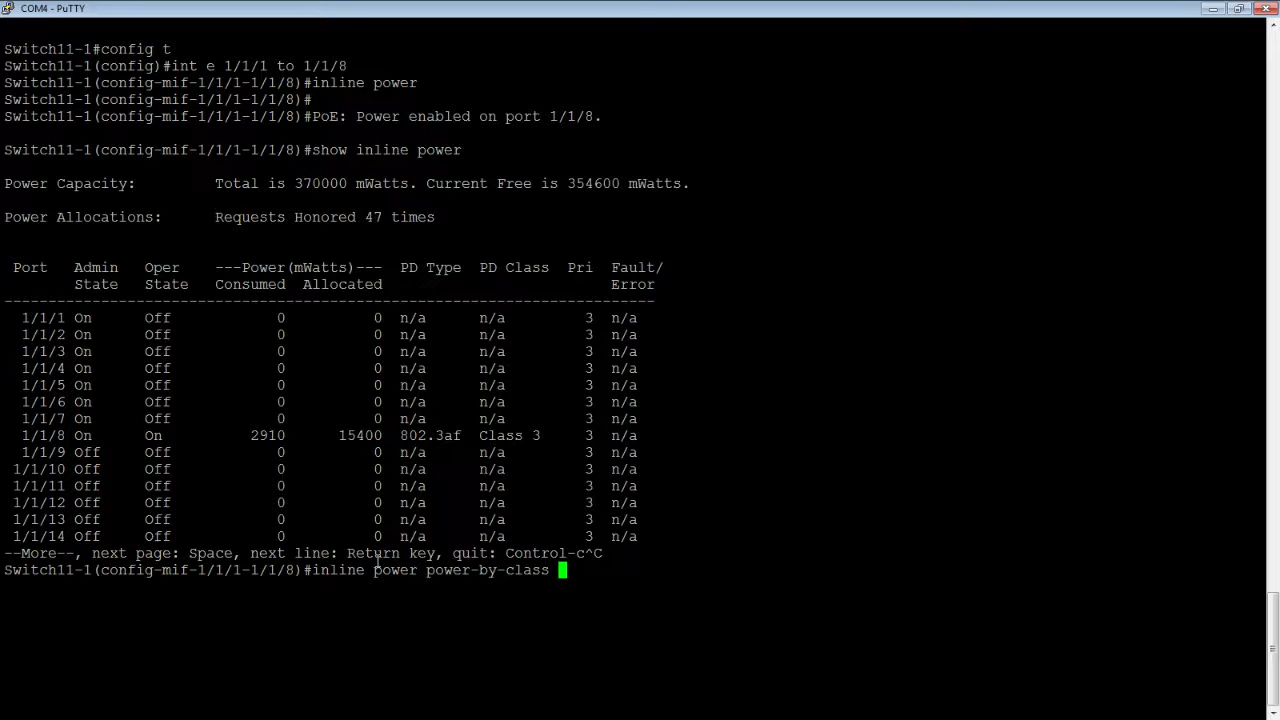 COM4 - PuTTY
Switch11-1#config t
Switch11-1(config)#int e 1/1/1 to 1/1/8
Switch11-1(config-mif-1/1/1-1/1/8)#inline power
Switch11-1(config-mif-1/1/1-1/1/8)#
Switch11-1(config-mif-1/1/1-1/1/8)#PoE: Power enabled on port 1/1/8.
Switch11-1(config-mif-1/1/1-1/1/8)#show inline power
Power Capacity:         Total is 370000 mWatts. Current Free is 354600 mWatts.
Power Allocations:      Requests Honored 47 times
Port   Admin   Oper    ---Power(mWatts)---  PD Type  PD Class  Pri  Fault/
State   State   Consumed  Allocated                              Error
--------------------------------------------------------------------------
1/1/1 On      Off            0          0  n/a      n/a         3  n/a
1/1/2 On      Off            0          0  n/a      n/a         3  n/a
1/1/3 On      Off            0          0  n/a      n/a         3  n/a
1/1/4 On      Off            0          0  n/a      n/a         3  n/a
1/1/5 On      Off            0          0  n/a      n/a         3  n/a
1/1/6 On      Off            0          0  n/a      n/a         3  n/a
1/1/7 On      Off            0          0  n/a      n/a         3  n/a
1/1/8 On      On          2910      15400  802.3af  Class 3     3  n/a
1/1/9 Off     Off            0          0  n/a      n/a         3  n/a
1/1/10 Off     Off            0          0  n/a      n/a         3  n/a
1/1/11 Off     Off            0          0  n/a      n/a         3  n/a
1/1/12 Off     Off            0          0  n/a      n/a         3  n/a
1/1/13 Off     Off            0          0  n/a      n/a         3  n/a
1/1/14 Off     Off            0          0  n/a      n/a         3  n/a
--More--, next page: Space, next line: Return key, quit: Control-c^C
Switch11-1(config-mif-1/1/1-1/1/8)#inline power power-by-class